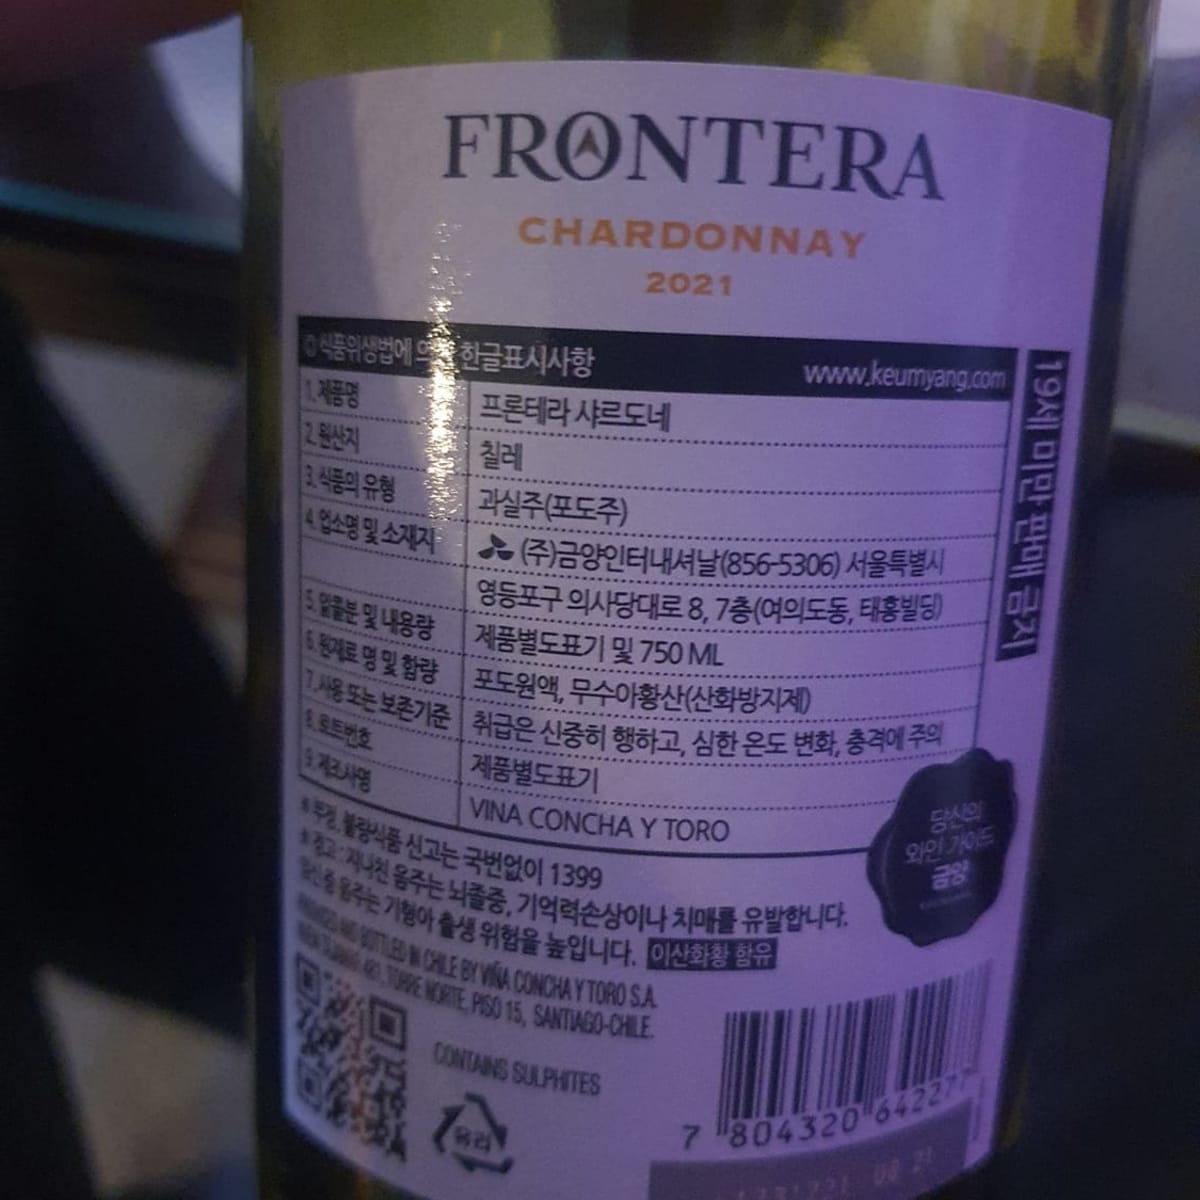 FRONTERA
CHARDONNAY
2021
식품위생법에 의한 한글표시사항 www.keumyang.com
1. 제품명 프론테라 샤르도네
2. 원산지 칠레
3. 식품의 유형 과실주(포도주)
4. 업소명 및 소재지 (주)금양인터내셔날(856-5306) 서울특별시
영등포구 의사당대로 8, 7층(여의도동, 태흥빌딩)
5. 알콜분 및 내용량 제품별도표기 및 750 ML
6. 원재료 명 및 함량 포도원액, 무수아황산(산화방지제)
7. 사용 또는 보존기준 취급은 신중히 행하고, 심한 온도 변화, 충격에 주의
8. 로트번호 제품별도표기
9. 제조사명 VINA CONCHA Y TORO
19세 미만 판매 금지
※ 부정, 불량식품 신고는 국번없이 1399
※ 경고 : 지나친 음주는 뇌졸중, 기억력손상이나 치매를 유발합니다.
임신중 음주는 기형아 출생 위험을 높입니다. 이산화황 함유
당신의
와인 가이드
금양
AND BOTTLED IN CHILE BY VIÑA CONCHA Y TORO S.A.
TORRE NORTE, PISO 15, SANTIAGO-CHILE.
CONTAINS SULPHITES
유리
7 804320 642277